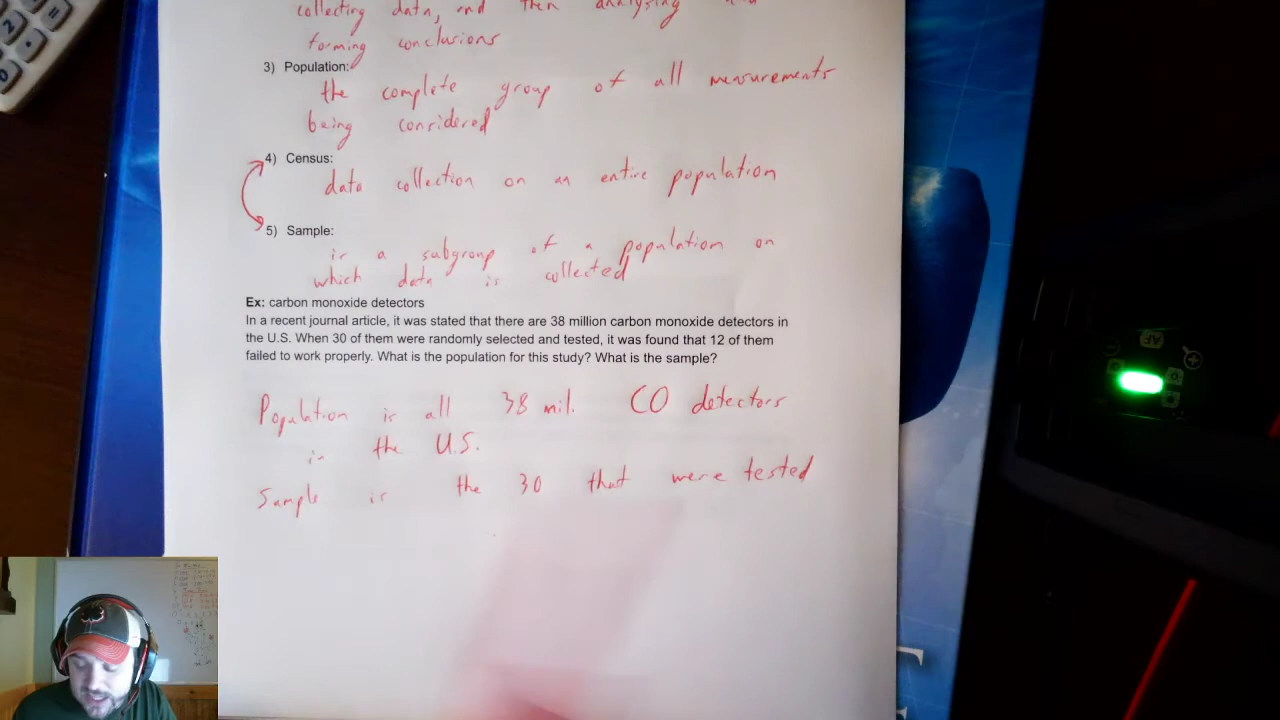 collecting data, and then analysing
forming conclusions
3) Population:
the complete group of all measurements
being considered
4) Census:
data collection on an entire population
5) Sample:
is a subgroup of a population on
which data is collected
Ex: carbon monoxide detectors
In a recent journal article, it was stated that there are 38 million carbon monoxide detectors in
the U.S. When 30 of them were randomly selected and tested, it was found that 12 of them
failed to work properly. What is the population for this study? What is the sample?
Population is all 38 mil. CO detectors
in the U.S.
Sample is the 30 that were tested
AF